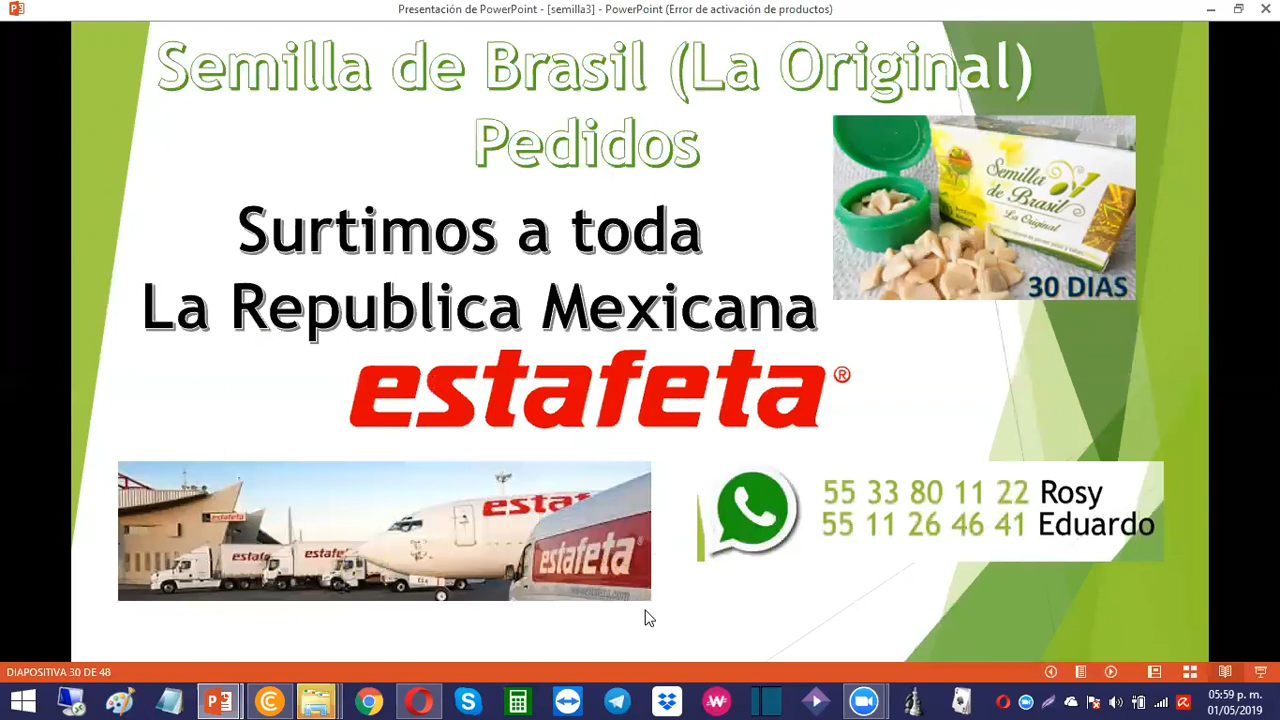 Presentación de PowerPoint - [semilla3] - PowerPoint (Error de activación de productos)
Semilla de Brasil (La Original)
Pedidos
Surtimos a toda
La Republica Mexicana
estafeta®
Semilla
de Brasil
La Original
30 DIAS
estafeta
estafeta
estafeta
estafeta
55 33 80 11 22 Rosy
55 11 26 46 41 Eduardo
DIAPOSITIVA 30 DE 48
05:59 p. m.
01/05/2019